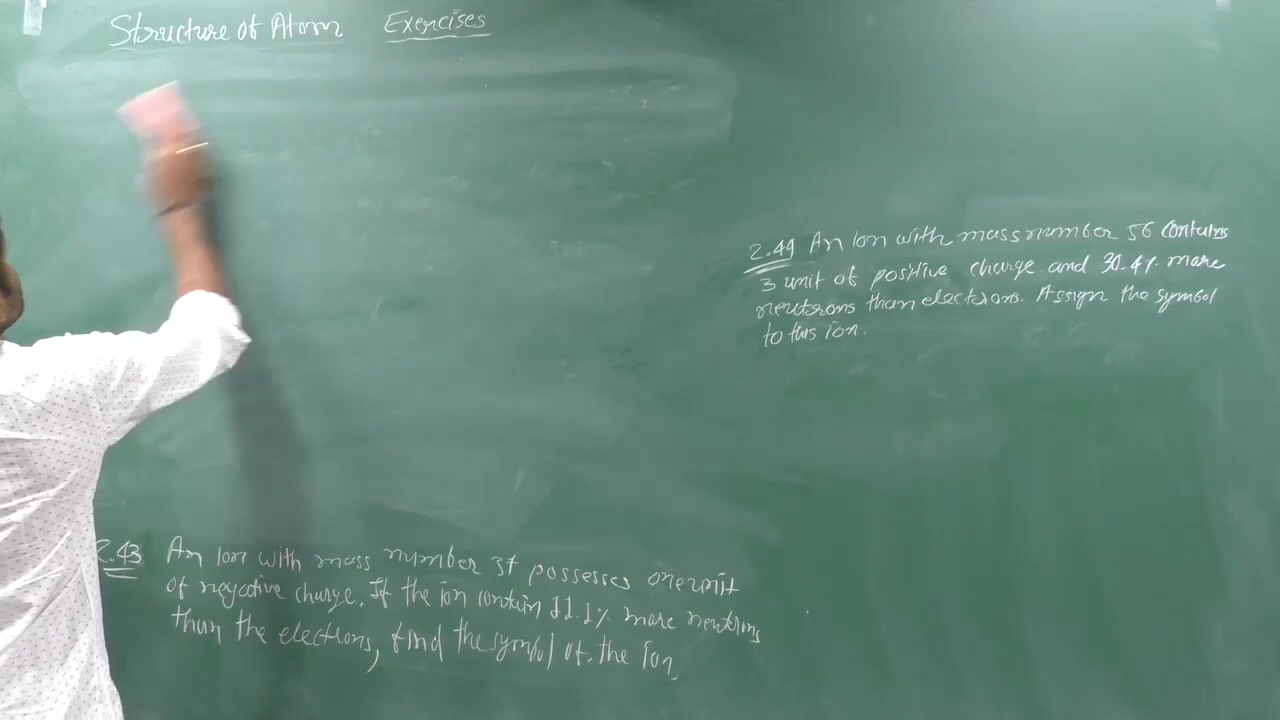 Structure of Atom Exercises
2.44 An Ion with mass number 56 contains
3 unit of positive charge and 30.4% more
neutrons than electrons. Assign the symbol
to this ion.
2.43 An Ion with mass number 37 possesses one unit
of negative charge. If the ion contain 11.1% more neutrons
than the electrons, find the symbol of the ion